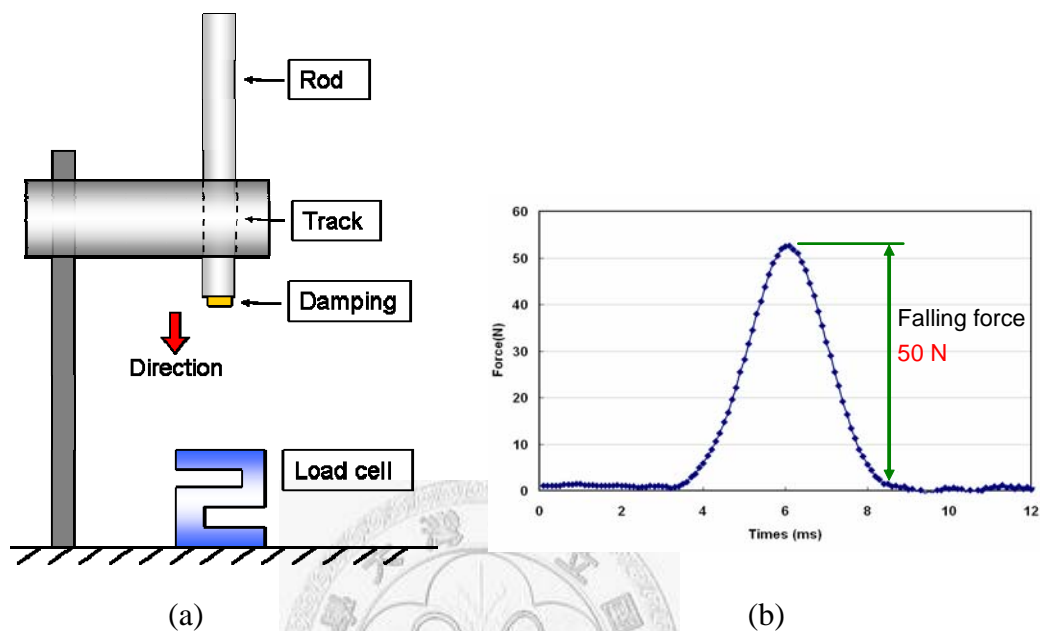 Rod
Track
Damping
Direction
Load cell
(a)
60
50
40
30
20
10
0
Force(N)
0 2 4 6 8 10 12
Times (ms)
Falling force
50 N
(b)